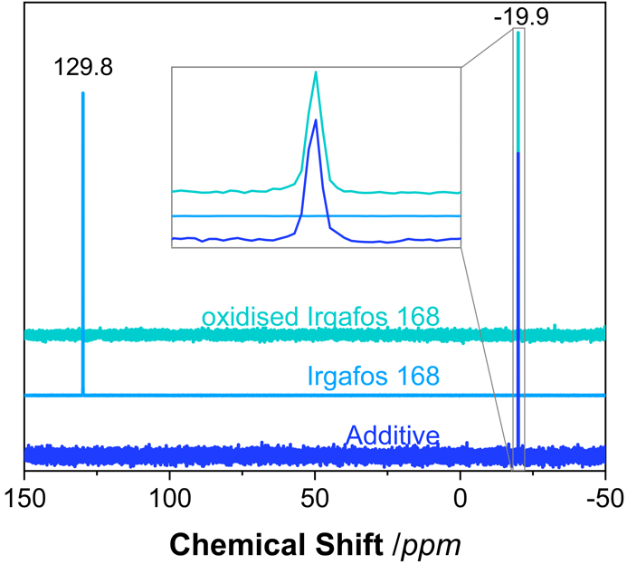 -19.9
129.8
oxidised Irgafos 168
Irgafos 168
Additive
150 100 50 0 -50
Chemical Shift /ppm